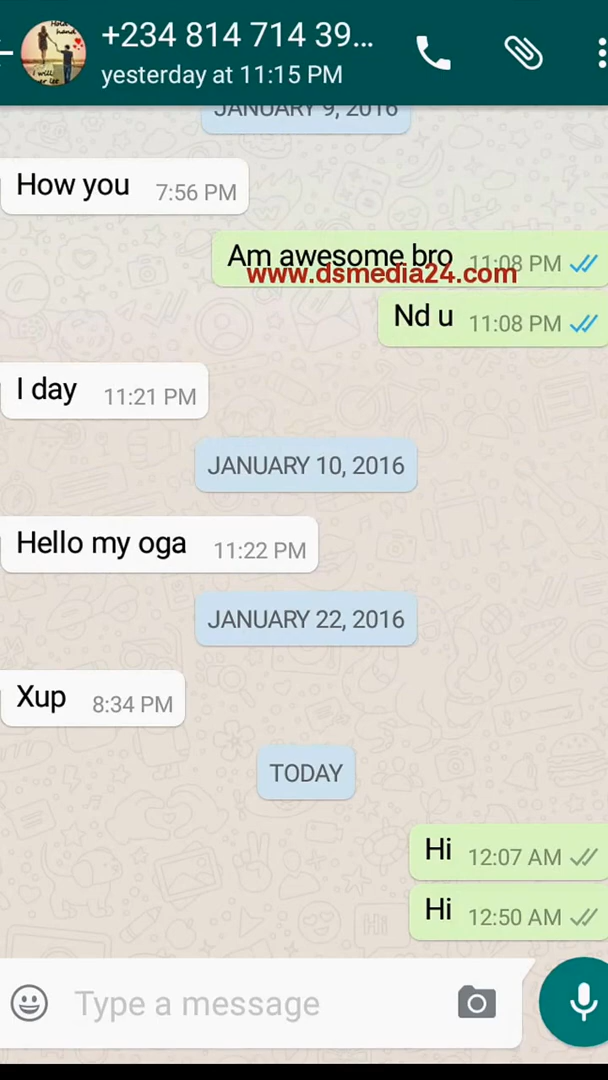 +234 814 714 39...
yesterday at 11:15 PM
JANUARY 9, 2016
How you 7:56 PM
Am awesome bro 11:08 PM
www.dsmedia24.com
Nd u 11:08 PM
I day 11:21 PM
JANUARY 10, 2016
Hello my oga 11:22 PM
JANUARY 22, 2016
Xup 8:34 PM
TODAY
Hi 12:07 AM
Hi 12:50 AM
Type a message